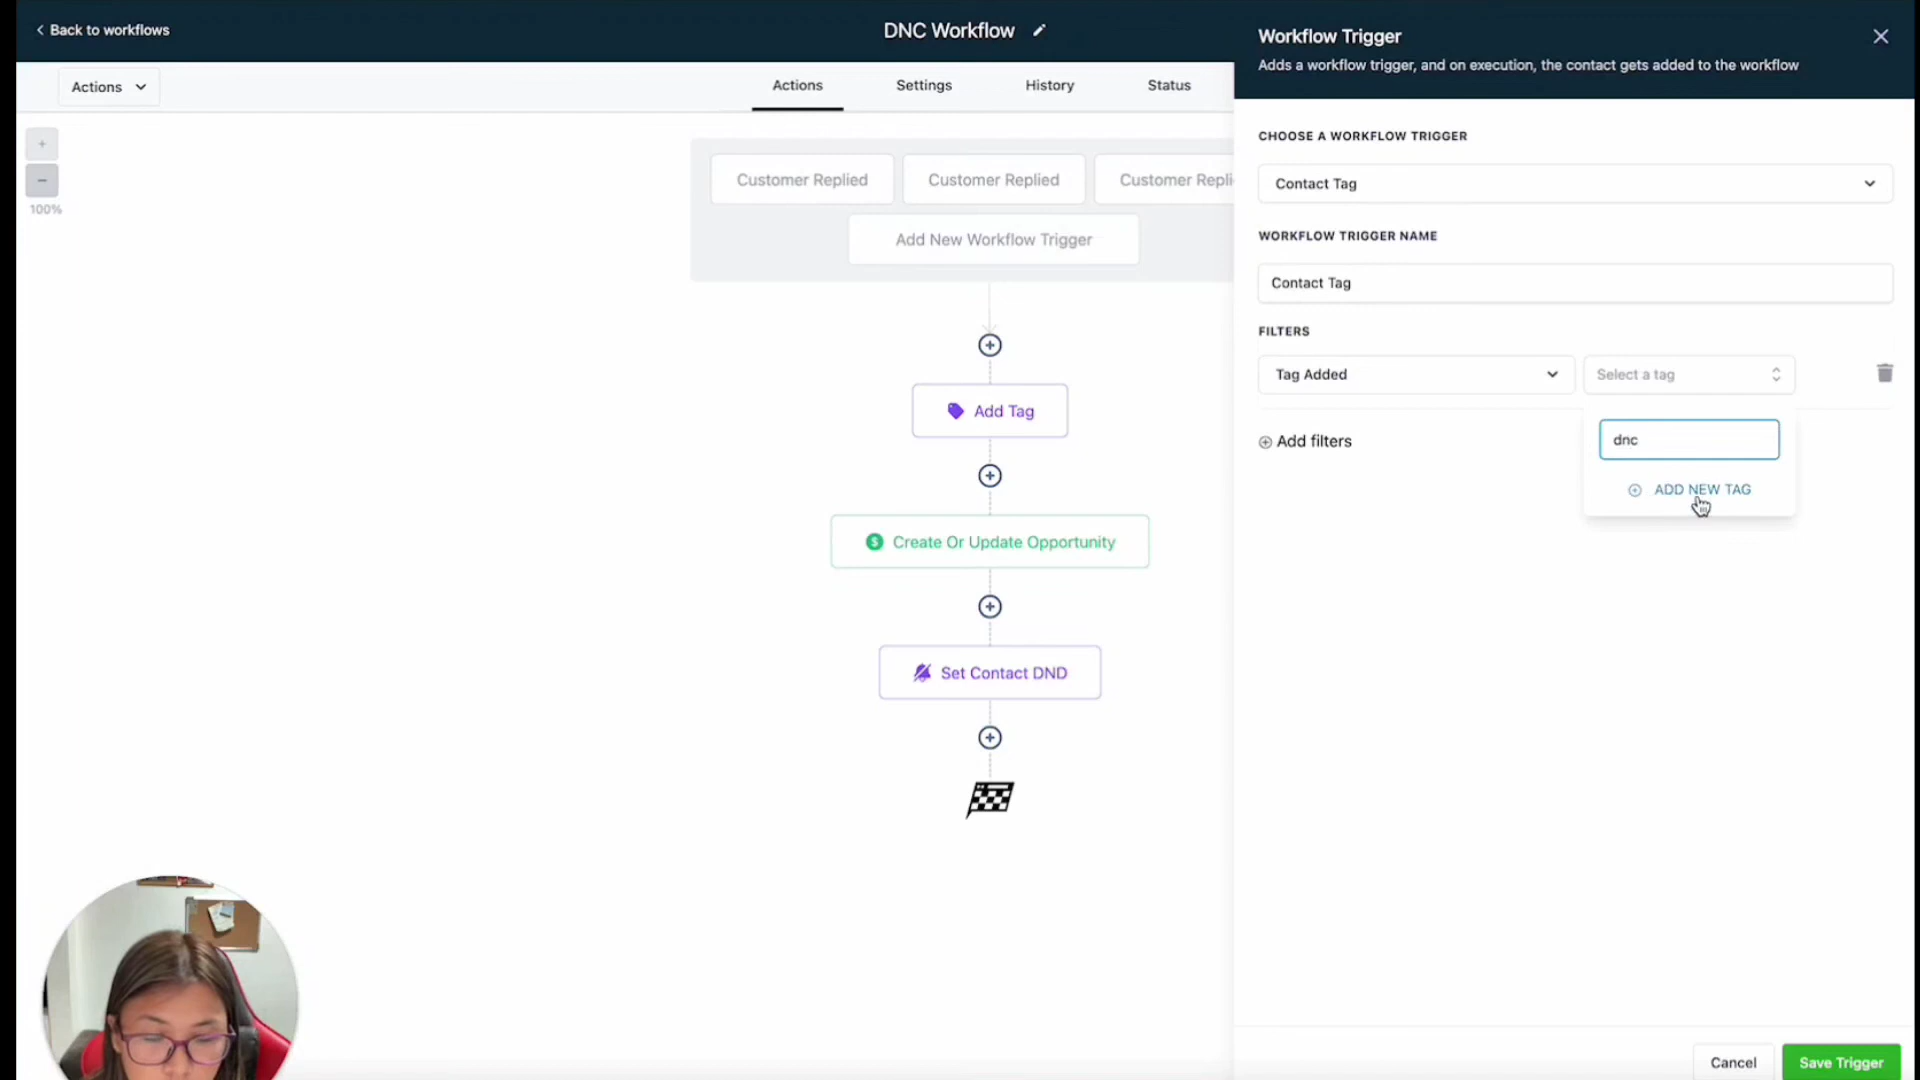 Back to workflows
DNC Workflow
Workflow Trigger
Adds a workflow trigger, and on execution, the contact gets added to the workflow
Actions
Actions
Settings
History
Status
100%
Customer Replied
Customer Replied
Customer Repli
Add New Workflow Trigger
Add Tag
Create Or Update Opportunity
Set Contact DND
CHOOSE A WORKFLOW TRIGGER
Contact Tag
WORKFLOW TRIGGER NAME
Contact Tag
FILTERS
Tag Added
Select a tag
dnc
Add filters
ADD NEW TAG
Cancel
Save Trigger